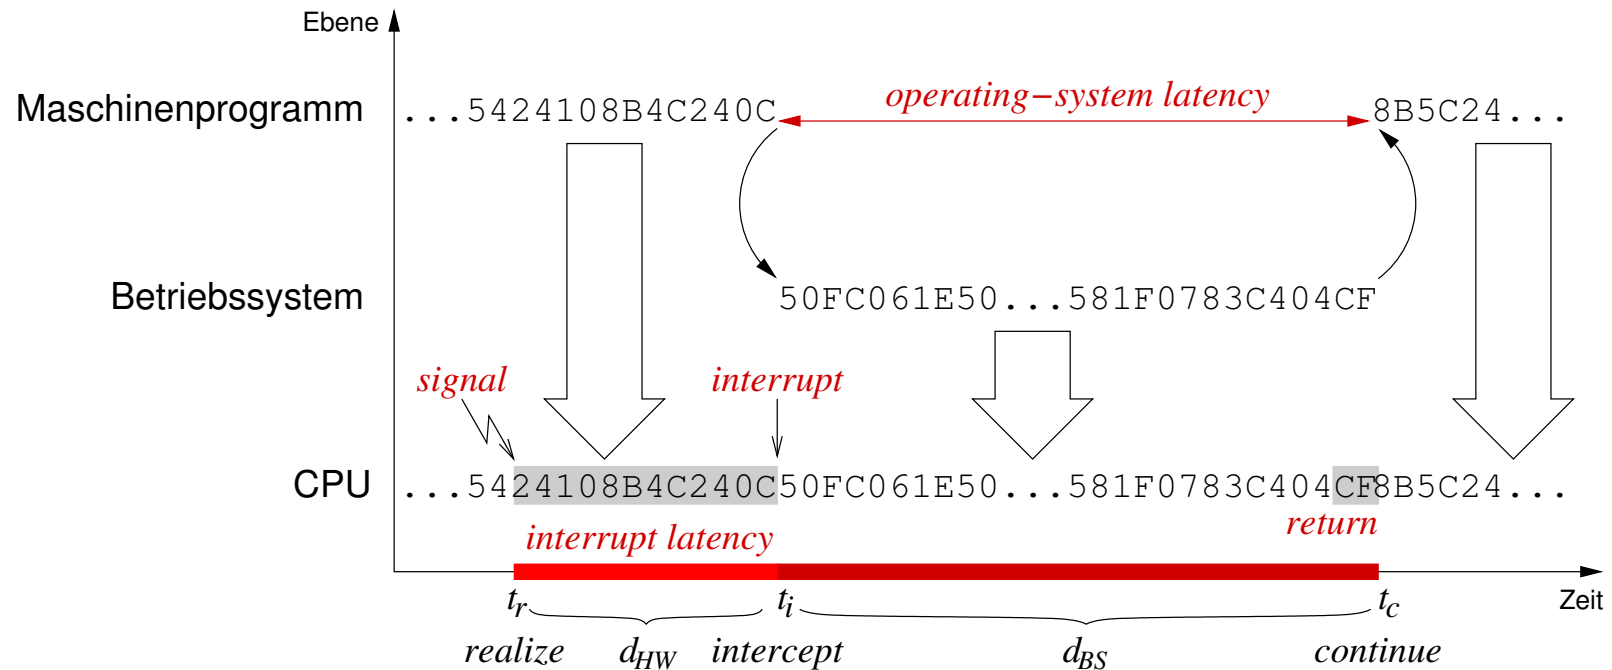 Ebene
Maschinenprogramm ...5424108B4C240C operating−system latency 8B5C24...
Betriebssystem 50FC061E50...581F0783C404CF
signal interrupt
CPU ...5424108B4C240C50FC061E50...581F0783C404CF8B5C24...
interrupt latency return
tr ti tc Zeit
realize dHW intercept dBS continue